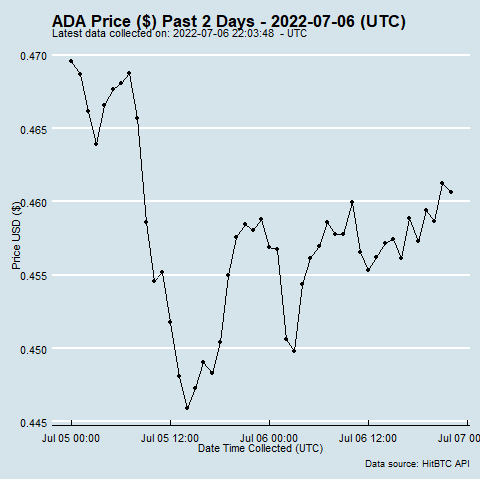 ADA Price ($) Past 2 Days - 2022-07-06 (UTC)
Latest data collected on: 2022-07-06 22:03:48 - UTC
0.470
0.465
0.460
0.455
0.450
0.445
Price USD ($)
Jul 05 00:00 Jul 05 12:00 Jul 06 00:00 Jul 06 12:00 Jul 07 00:
Date Time Collected (UTC)
Data source: HitBTC API